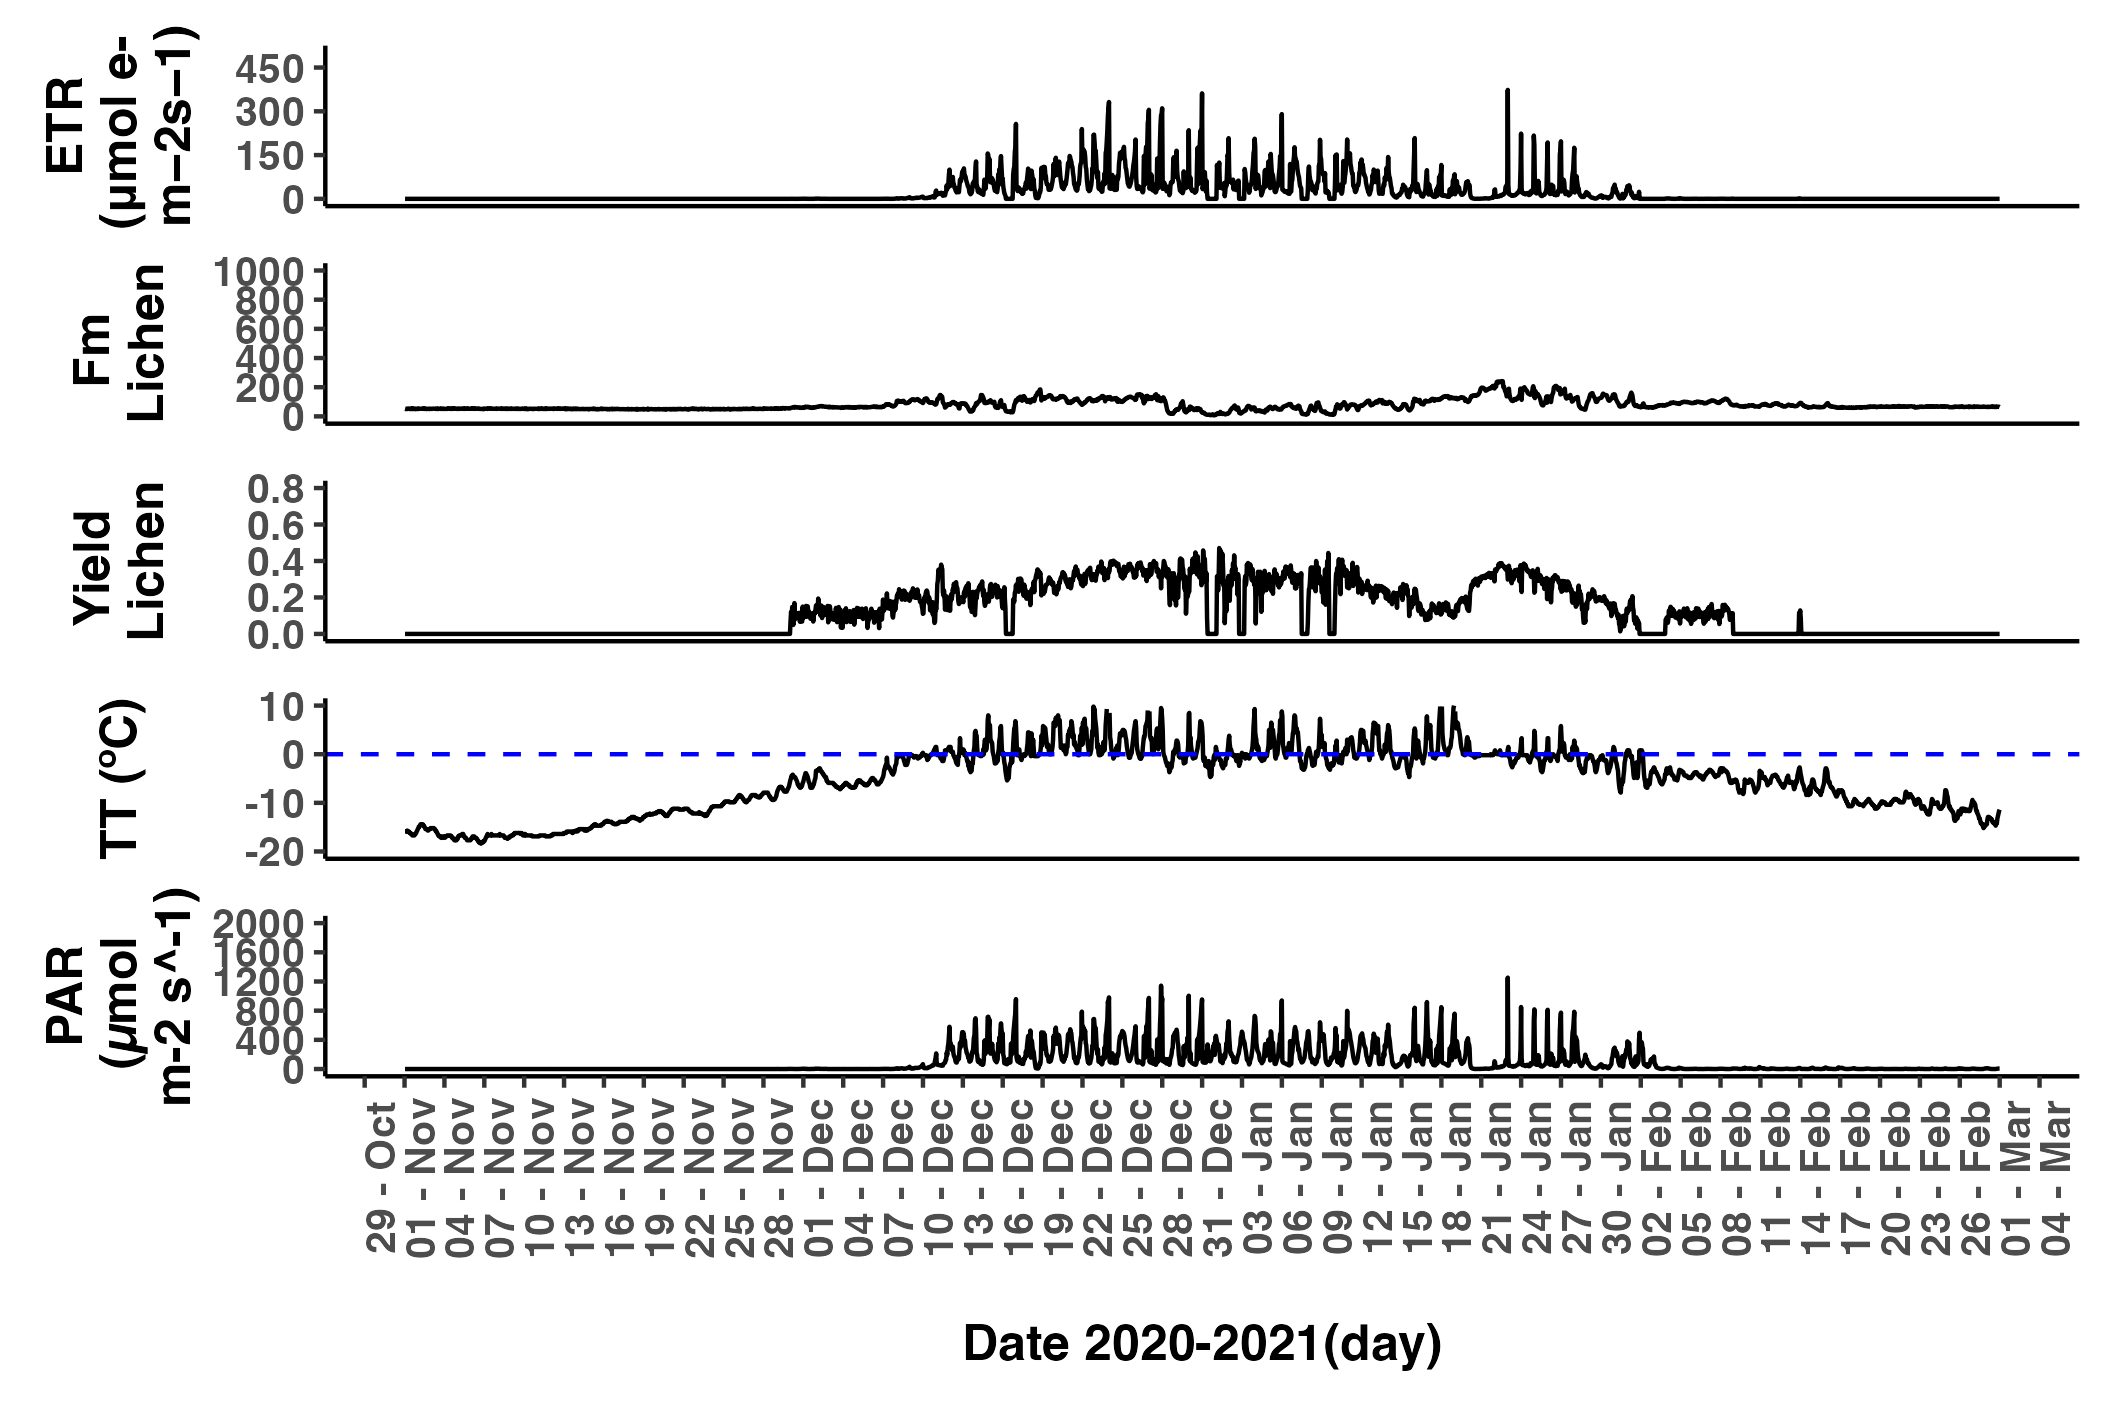 ETR
(µmol e-
m−2s−1)
450
300
150
0
Fm
Lichen
1000
800
600
400
200
0
Yield
Lichen
0.8
0.6
0.4
0.2
0.0
TT (ºC)
10
0
-10
-20
PAR
(µmol
m-2 s^-1)
2000
1600
1200
800
400
0
29 - Oct
01 - Nov
04 - Nov
07 - Nov
10 - Nov
13 - Nov
16 - Nov
19 - Nov
22 - Nov
25 - Nov
28 - Nov
01 - Dec
04 - Dec
07 - Dec
10 - Dec
13 - Dec
16 - Dec
19 - Dec
22 - Dec
25 - Dec
28 - Dec
31 - Dec
03 - Jan
06 - Jan
09 - Jan
12 - Jan
15 - Jan
18 - Jan
21 - Jan
24 - Jan
27 - Jan
30 - Jan
02 - Feb
05 - Feb
08 - Feb
11 - Feb
14 - Feb
17 - Feb
20 - Feb
23 - Feb
26 - Feb
01 - Mar
04 - Mar
Date 2020-2021(day)